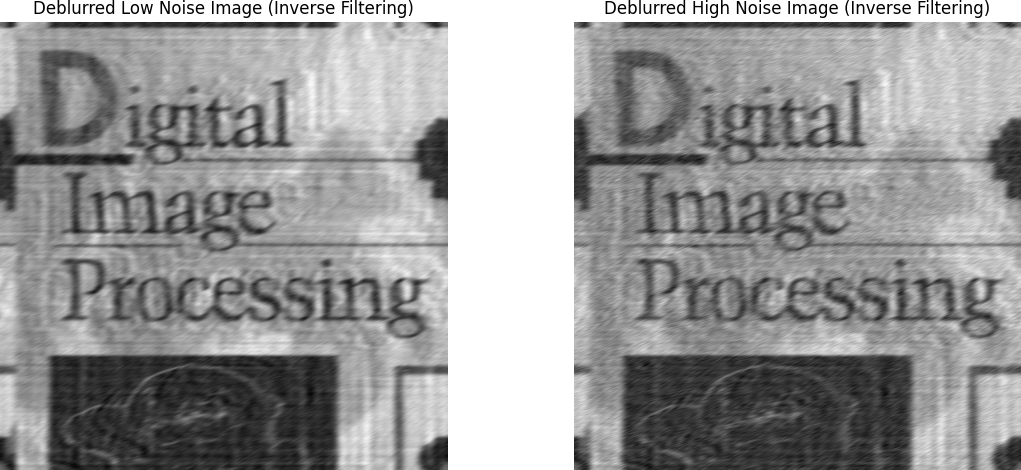 Deblurred Low Noise Image (Inverse Filtering)
Digital
Image
Processing
Deblurred High Noise Image (Inverse Filtering)
Digital
Image
Processing